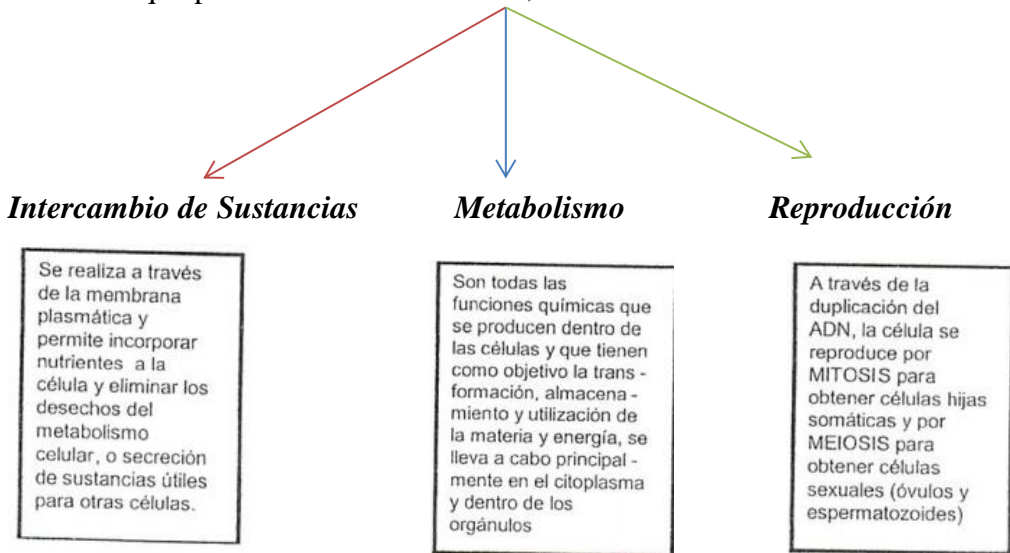 Intercambio de Sustancias
Metabolismo
Reproducción
Se realiza a través
de la membrana
plasmática y
permite incorporar
nutrientes a la
célula y eliminar los
desechos del
metabolismo
celular, o secreción
de sustancias útiles
para otras células.
Son todas las
funciones químicas que
se producen dentro de
las células y que tienen
como objetivo la trans -
formación, almacena -
miento y utilización de
la materia y energía, se
lleva a cabo principal -
mente en el citoplasma
y dentro de los
orgánulos
A través de la
duplicación del
ADN, la célula se
reproduce por
MITOSIS para
obtener células hijas
somáticas y por
MEIOSIS para
obtener células
sexuales (óvulos y
espermatozoides)